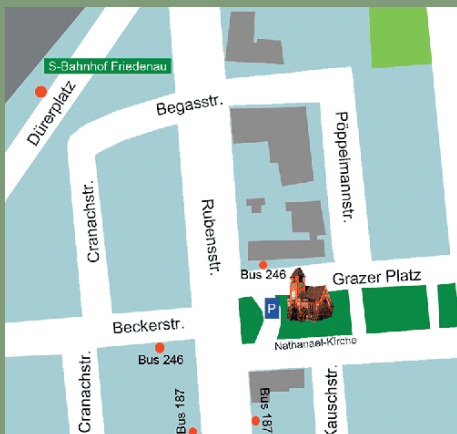 S-Bahnhof Friedenau
Dürerplatz
Begasstr.
Pöppelmannstr.
Cranachstr.
Rubensstr.
Bus 246
Grazer Platz
P
Beckerstr.
Nathanael-Kirche
Bus 246
Cranachstr.
Bus 187
Bus 187
Kauschstr.